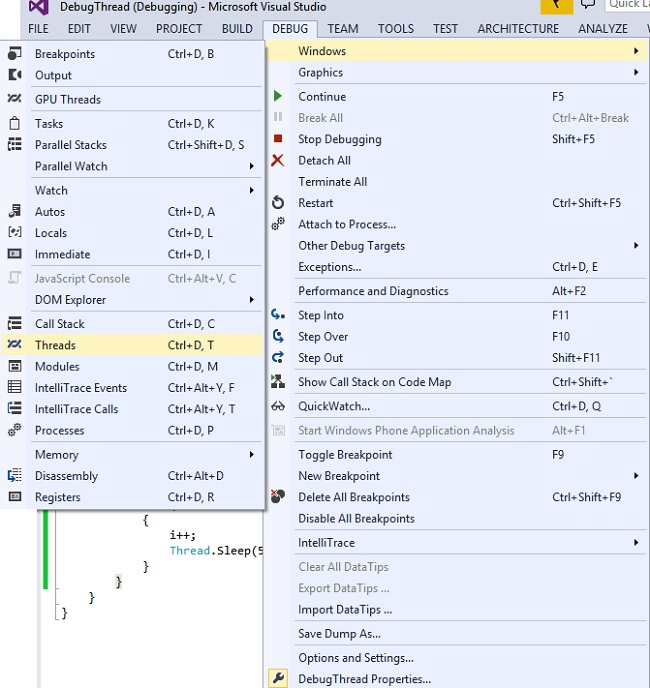 DebugThread (Debugging) - Microsoft Visual Studio
FILE EDIT VIEW PROJECT BUILD DEBUG TEAM TOOLS TEST ARCHITECTURE ANALYZE
Breakpoints Ctrl+D, B
Output
GPU Threads
Tasks Ctrl+D, K
Parallel Stacks Ctrl+Shift+D, S
Parallel Watch
Watch
Autos Ctrl+D, A
Locals Ctrl+D, L
Immediate Ctrl+D, I
JavaScript Console Ctrl+Alt+V, C
DOM Explorer
Call Stack Ctrl+D, C
Threads Ctrl+D, T
Modules Ctrl+D, M
IntelliTrace Events Ctrl+Alt+Y, F
IntelliTrace Calls Ctrl+Alt+Y, T
Processes Ctrl+D, P
Memory
Disassembly Ctrl+Alt+D
Registers Ctrl+D, R
Windows
Graphics
Continue F5
Break All Ctrl+Alt+Break
Stop Debugging Shift+F5
Detach All
Terminate All
Restart Ctrl+Shift+F5
Attach to Process...
Other Debug Targets
Exceptions... Ctrl+D, E
Performance and Diagnostics Alt+F2
Step Into F11
Step Over F10
Step Out Shift+F11
Show Call Stack on Code Map Ctrl+Shift+`
QuickWatch... Ctrl+D, Q
Start Windows Phone Application Analysis Alt+F1
Toggle Breakpoint F9
New Breakpoint
Delete All Breakpoints Ctrl+Shift+F9
Disable All Breakpoints
IntelliTrace
Clear All DataTips
Export DataTips ...
Import DataTips ...
Save Dump As...
Options and Settings...
DebugThread Properties...
{
i++;
Thread.Sleep(5
}
}
}
}